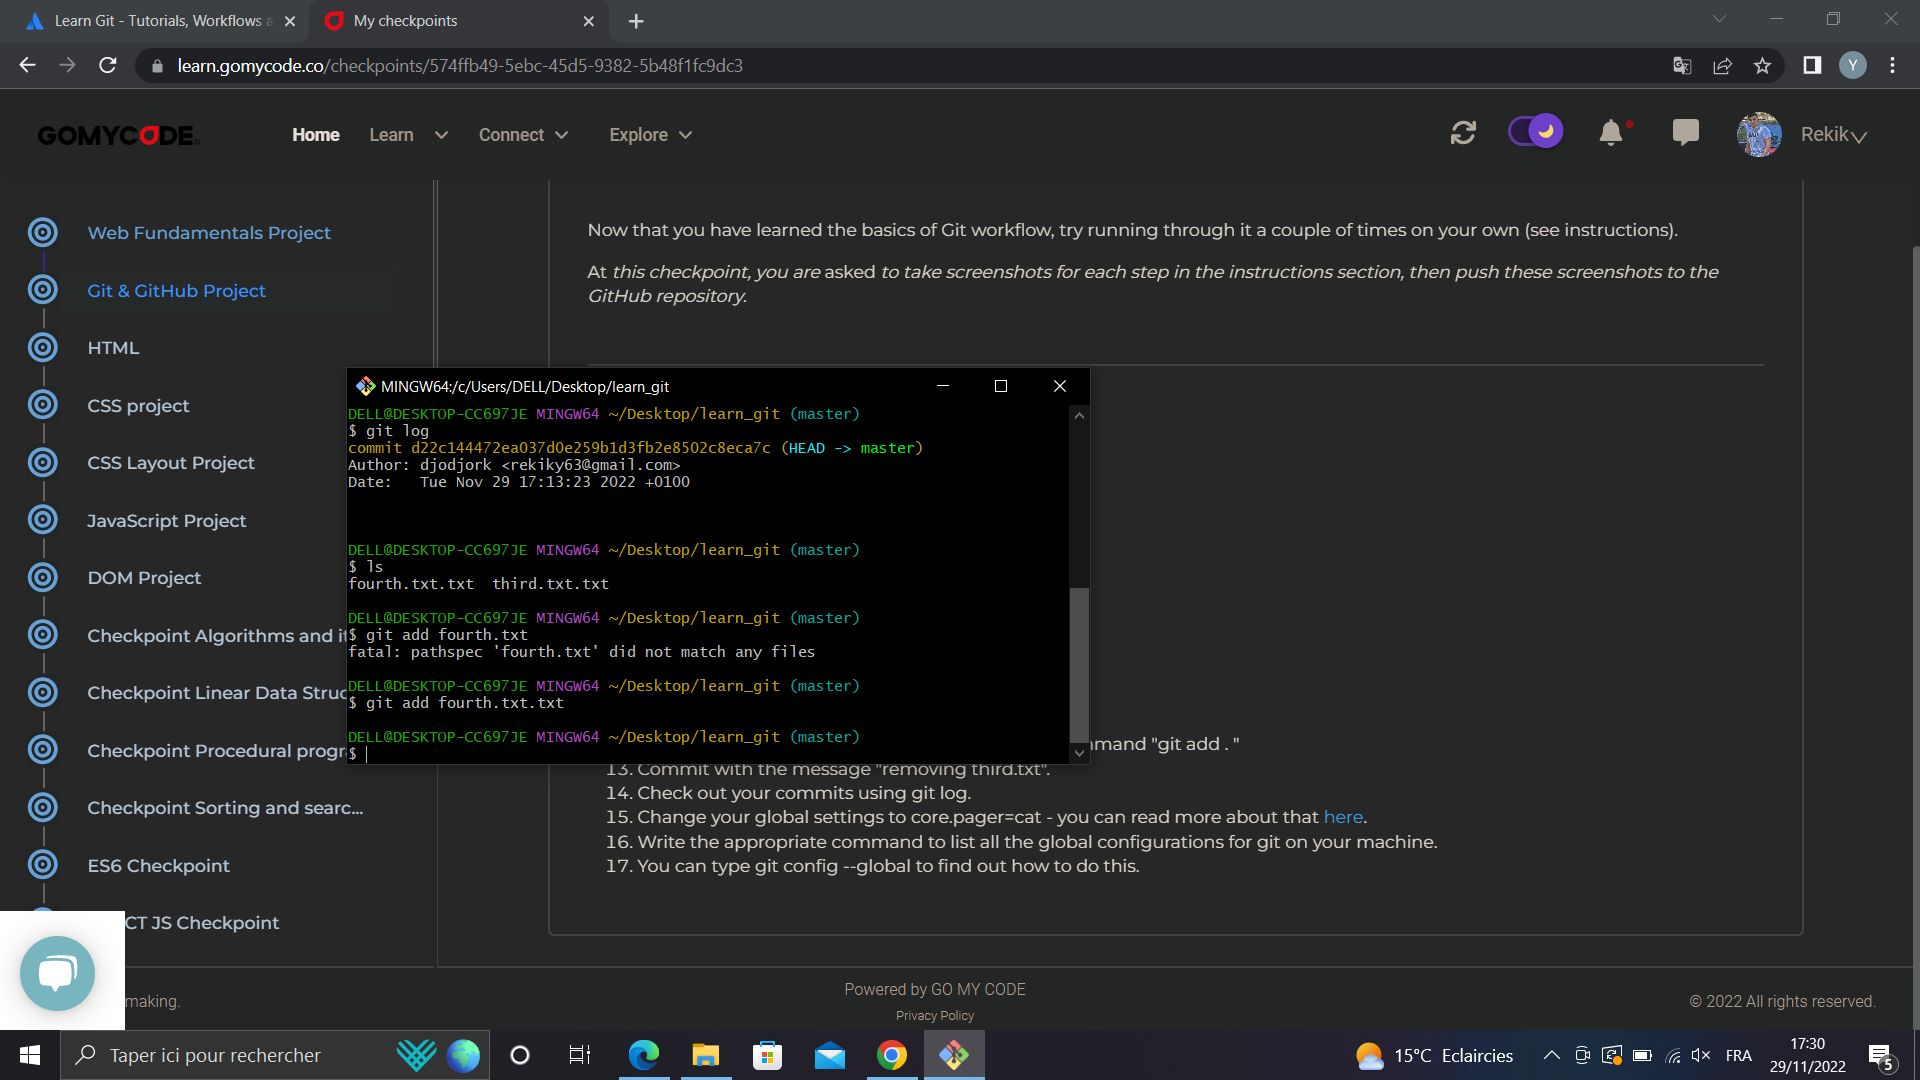 Learn Git - Tutorials, Workflows a
My checkpoints
learn.gomycode.co/checkpoints/574ffb49-5ebc-45d5-9382-5b48f1fc9dc3
Y
GOMYCODE
Home
Learn
Connect
Explore
Rekik
Web Fundamentals Project
Git & GitHub Project
HTML
CSS project
CSS Layout Project
JavaScript Project
DOM Project
Checkpoint Algorithms and it
Checkpoint Linear Data Struc
Checkpoint Procedural progra
Checkpoint Sorting and searc...
ES6 Checkpoint
CT JS Checkpoint
Now that you have learned the basics of Git workflow, try running through it a couple of times on your own (see instructions).
At this checkpoint, you are asked to take screenshots for each step in the instructions section, then push these screenshots to the
GitHub repository.
MINGW64:/c/Users/DELL/Desktop/learn_git
DELL@DESKTOP-CC697JE MINGW64 ~/Desktop/learn_git (master)
$ git log
commit d22c144472ea037d0e259b1d3fb2e8502c8eca7c (HEAD -> master)
Author: djodjork <rekiky63@gmail.com>
Date:   Tue Nov 29 17:13:23 2022 +0100
DELL@DESKTOP-CC697JE MINGW64 ~/Desktop/learn_git (master)
$ ls
fourth.txt.txt  third.txt.txt
DELL@DESKTOP-CC697JE MINGW64 ~/Desktop/learn_git (master)
$ git add fourth.txt
fatal: pathspec 'fourth.txt' did not match any files
DELL@DESKTOP-CC697JE MINGW64 ~/Desktop/learn_git (master)
$ git add fourth.txt.txt
DELL@DESKTOP-CC697JE MINGW64 ~/Desktop/learn_git (master)
$
mmand "git add . "
13. Commit with the message "removing third.txt".
14. Check out your commits using git log.
15. Change your global settings to core.pager=cat - you can read more about that here.
16. Write the appropriate command to list all the global configurations for git on your machine.
17. You can type git config --global to find out how to do this.
making.
Powered by GO MY CODE
Privacy Policy
© 2022 All rights reserved.
Taper ici pour rechercher
15°C Eclaircies
FRA
17:30
29/11/2022
5